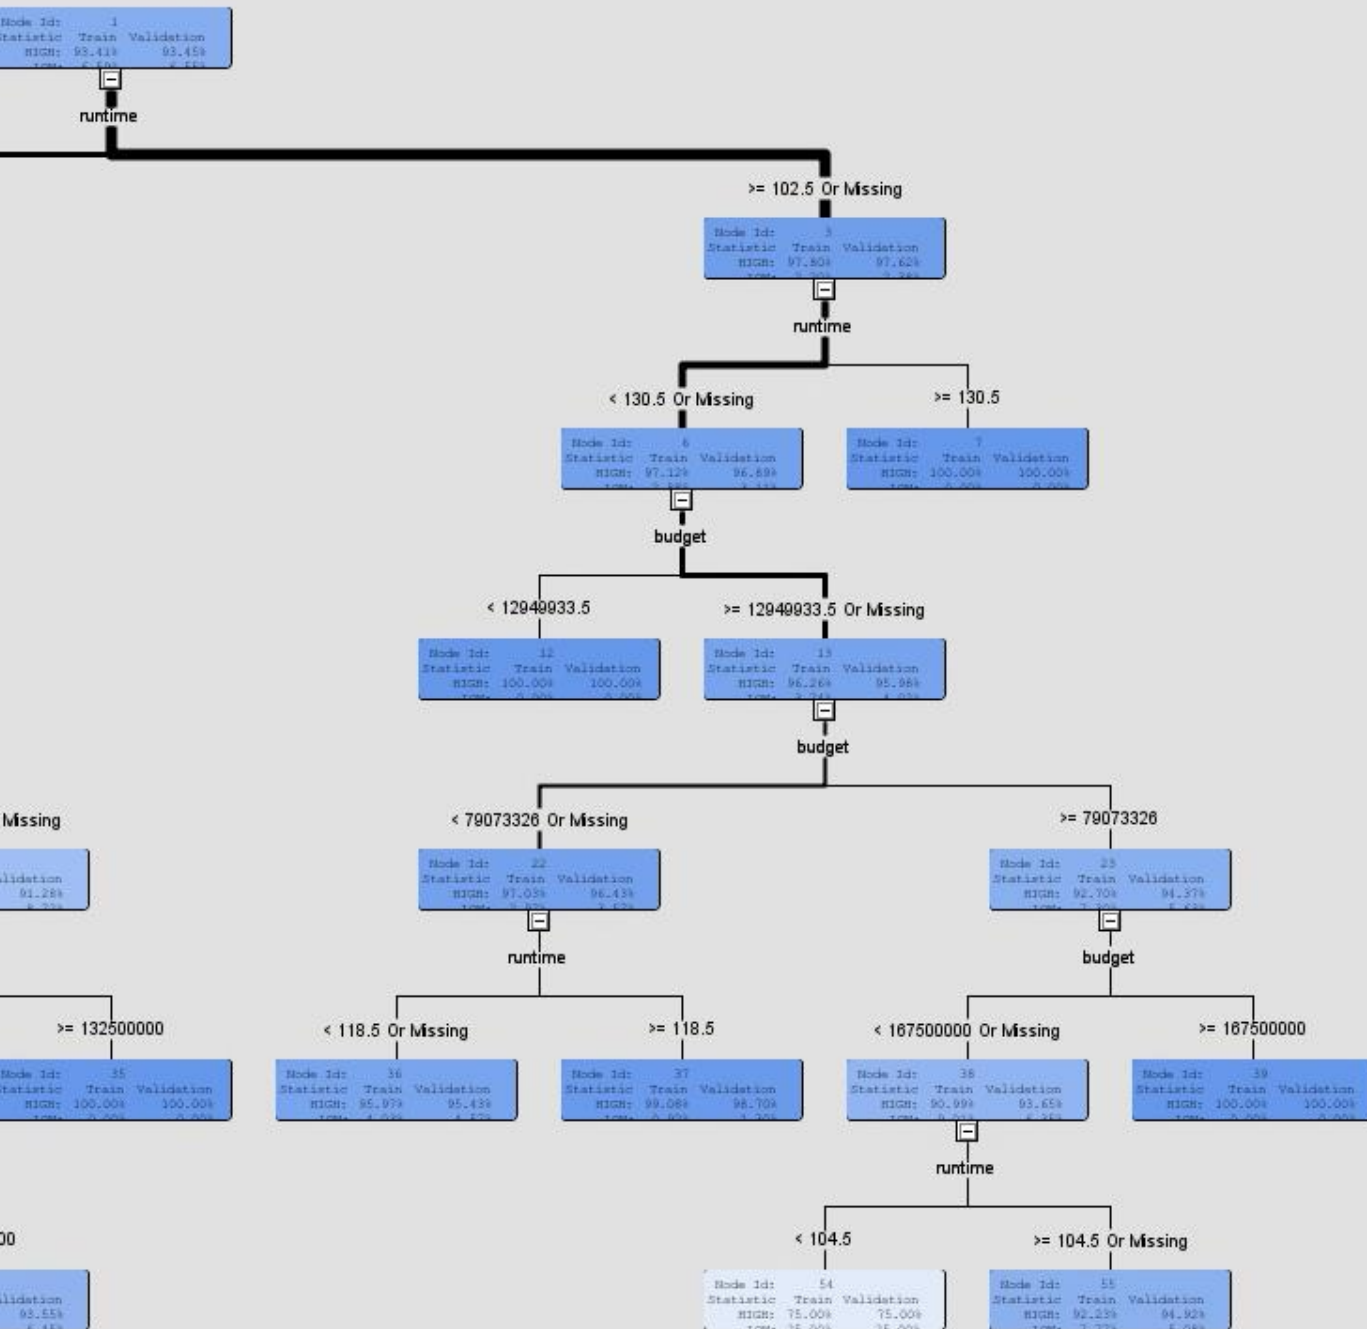 Node Id: 1
Statistic Train Validation
HIGH: 93.41% 93.45%
runtime
>= 102.5 Or Missing
Node Id: 3
Statistic Train Validation
HIGH: 97.80% 97.62%
runtime
< 130.5 Or Missing
>= 130.5
Node Id: 6
Statistic Train Validation
HIGH: 97.12%
Node Id: 7
Statistic Train Validation
HIGH: 100.00% 100.00%
budget
< 12949933.5
>= 12949933.5 Or Missing
Node Id: 12
Statistic Train Validation
HIGH: 100.00% 100.00%
Node Id: 13
Statistic Train Validation
HIGH: 96.26%
budget
Missing
< 79073326 Or Missing
>= 79073326
91.28%
Node Id: 22
Statistic Train Validation
HIGH: 97.03% 96.43%
Node Id: 23
Statistic Train Validation
HIGH: 92.70% 94.37%
runtime
budget
>= 132500000
< 118.5 Or Missing
>= 118.5
< 167500000 Or Missing
>= 167500000
Node Id: 35
Statistic Train Validation
HIGH: 100.00% 100.00%
Node Id: 36
Statistic Train Validation
HIGH: 95.97% 95.43%
Node Id: 37
Statistic Train Validation
HIGH: 99.08% 98.70%
Node Id: 38
Statistic Train Validation
HIGH: 90.99% 93.65%
Node Id: 39
Statistic Train Validation
HIGH: 100.00% 100.00%
runtime
00
< 104.5
>= 104.5 Or Missing
93.55%
Node Id: 54
Statistic Train Validation
HIGH: 75.00% 75.00%
Node Id: 55
Statistic Train Validation
HIGH: 92.23% 94.92%